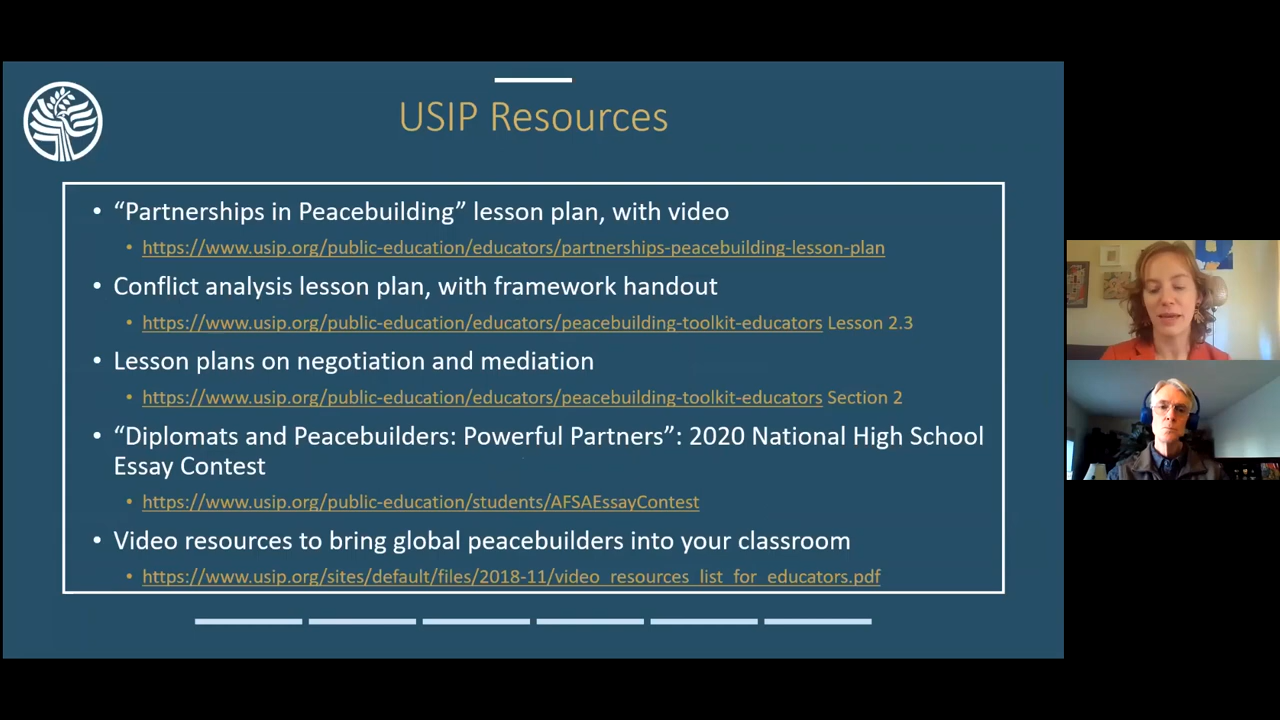 USIP Resources
• “Partnerships in Peacebuilding” lesson plan, with video
• https://www.usip.org/public-education/educators/partnerships-peacebuilding-lesson-plan
• Conflict analysis lesson plan, with framework handout
• https://www.usip.org/public-education/educators/peacebuilding-toolkit-educators Lesson 2.3
• Lesson plans on negotiation and mediation
• https://www.usip.org/public-education/educators/peacebuilding-toolkit-educators Section 2
• “Diplomats and Peacebuilders: Powerful Partners”: 2020 National High School
Essay Contest
• https://www.usip.org/public-education/students/AFSAEssayContest
• Video resources to bring global peacebuilders into your classroom
• https://www.usip.org/sites/default/files/2018-11/video_resources_list_for_educators.pdf